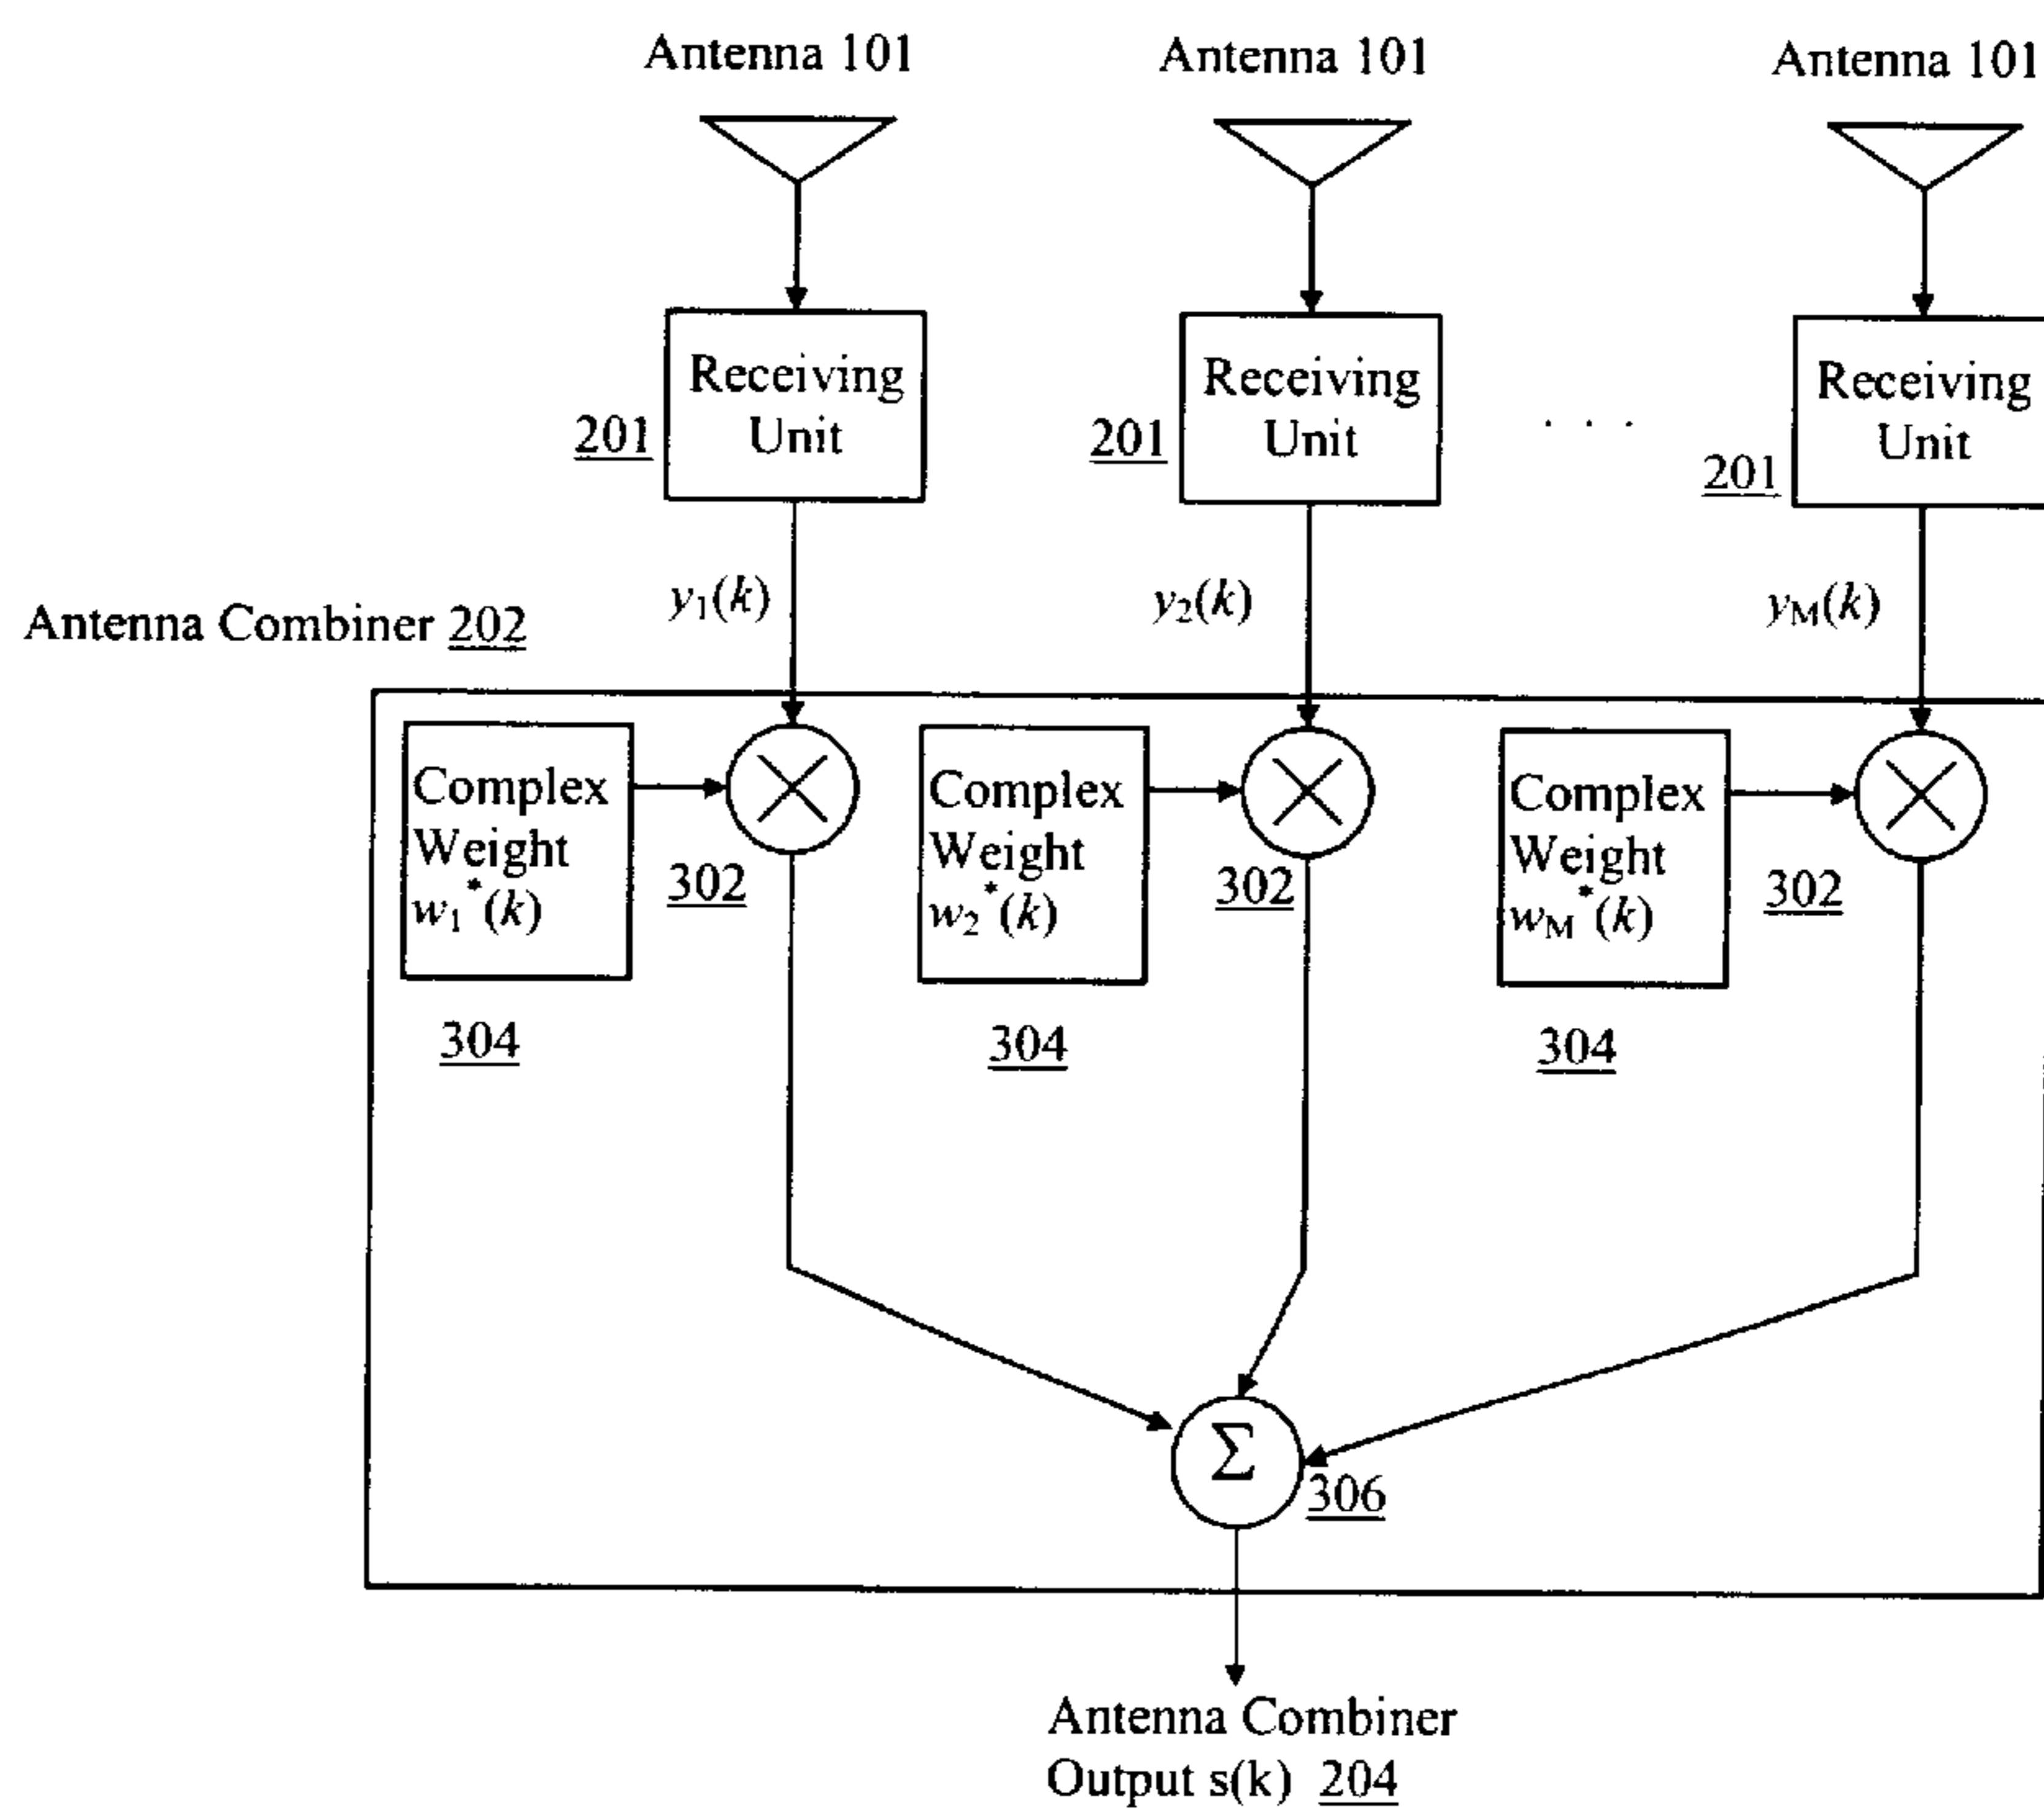 Antenna 101
Antenna 101
Antenna 101
Receiving
Unit
201
Receiving
Unit
201
. . .
Receiving
Unit
201
y1(k)
y2(k)
yM(k)
Antenna Combiner 202
Complex
Weight
w1*(k)
302
Complex
Weight
w2*(k)
302
Complex
Weight
wM*(k)
302
304
304
304
Σ
306
Antenna Combiner
Output s(k) 204